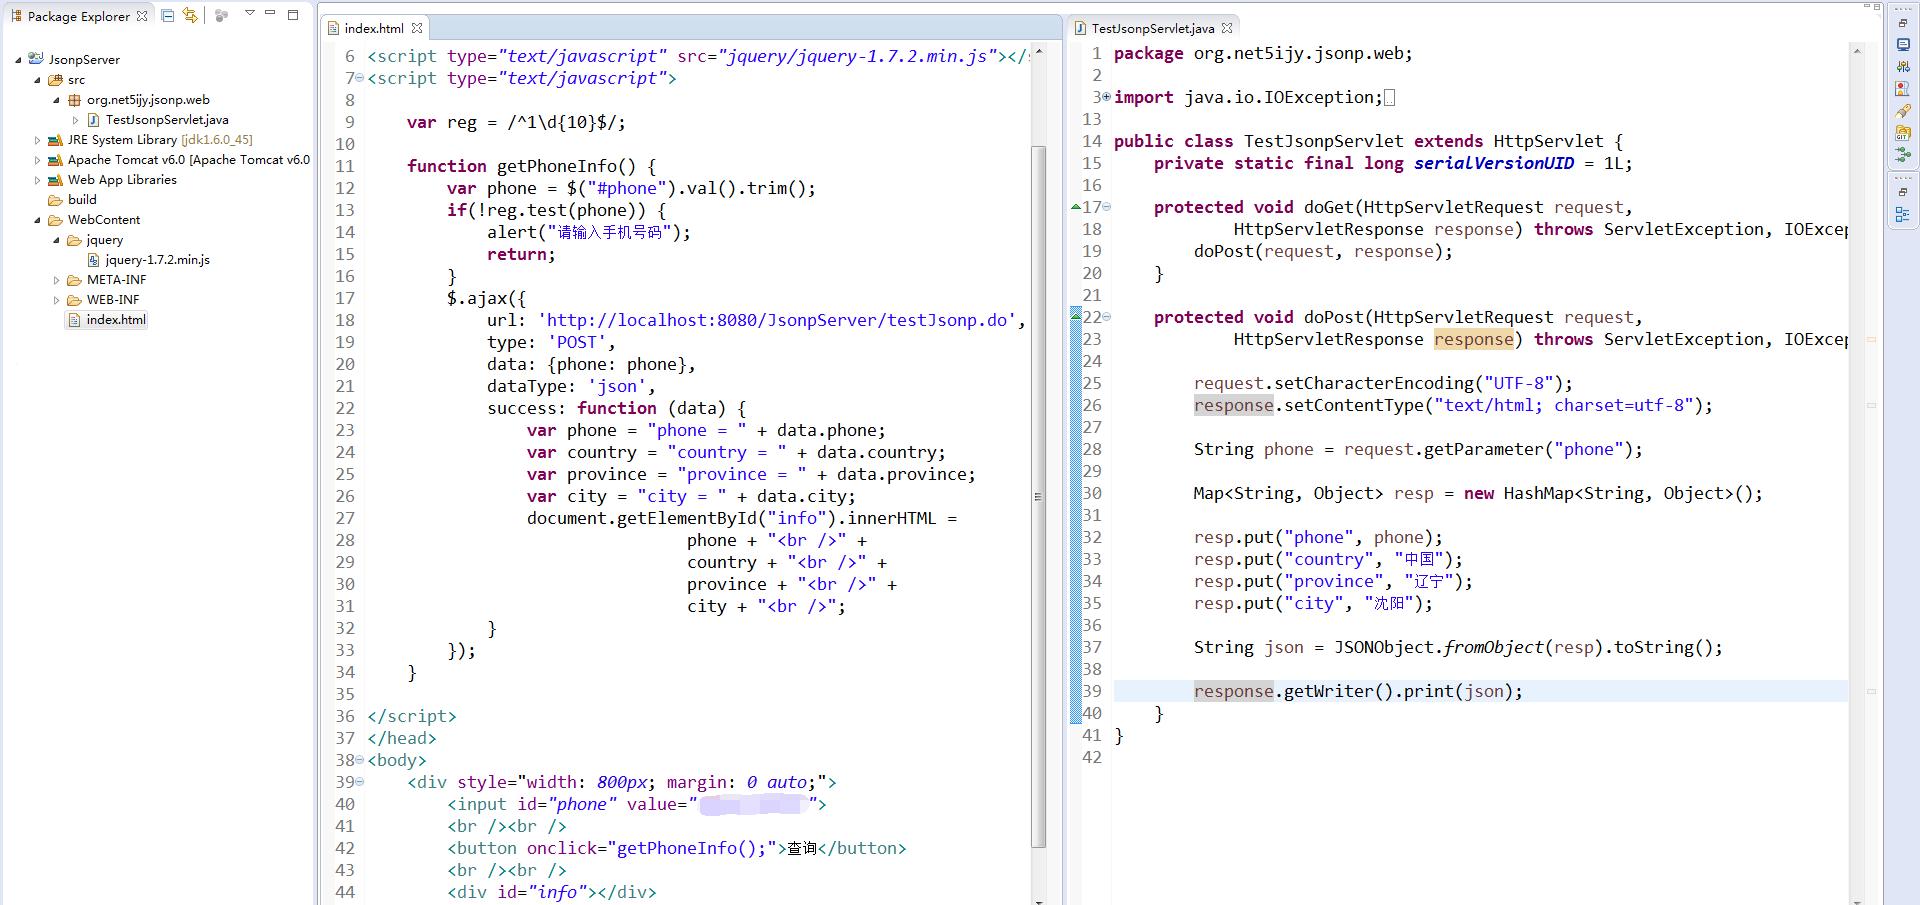 Package Explorer
JsonpServer
src
org.net5ijy.jsonp.web
TestJsonpServlet.java
JRE System Library [jdk1.6.0_45]
Apache Tomcat v6.0 [Apache Tomcat v6.0
Web App Libraries
build
WebContent
jquery
jquery-1.7.2.min.js
META-INF
WEB-INF
index.html
index.html
6 <script type="text/javascript" src="jquery/jquery-1.7.2.min.js"></
7 <script type="text/javascript">
8
9 var reg = /^1\d{10}$/;
10
11 function getPhoneInfo() {
12 var phone = $("#phone").val().trim();
13 if(!reg.test(phone)) {
14 alert("请输入手机号码");
15 return;
16 }
17 $.ajax({
18 url: 'http://localhost:8080/JsonpServer/testJsonp.do',
19 type: 'POST',
20 data: {phone: phone},
21 dataType: 'json',
22 success: function (data) {
23 var phone = "phone = " + data.phone;
24 var country = "country = " + data.country;
25 var province = "province = " + data.province;
26 var city = "city = " + data.city;
27 document.getElementById("info").innerHTML =
28 phone + "<br />" +
29 country + "<br />" +
30 province + "<br />" +
31 city + "<br />";
32 }
33 });
34 }
35
36 </script>
37 </head>
38 <body>
39 <div style="width: 800px; margin: 0 auto;">
40 <input id="phone" value="">
41 <br /><br />
42 <button onclick="getPhoneInfo();">查询</button>
43 <br /><br />
44 <div id="info"></div>
TestJsonpServlet.java
1 package org.net5ijy.jsonp.web;
2
3 import java.io.IOException;
13
14 public class TestJsonpServlet extends HttpServlet {
15 private static final long serialVersionUID = 1L;
16
17 protected void doGet(HttpServletRequest request,
18 HttpServletResponse response) throws ServletException, IOExcep
19 doPost(request, response);
20 }
21
22 protected void doPost(HttpServletRequest request,
23 HttpServletResponse response) throws ServletException, IOExcep
24
25 request.setCharacterEncoding("UTF-8");
26 response.setContentType("text/html; charset=utf-8");
27
28 String phone = request.getParameter("phone");
29
30 Map<String, Object> resp = new HashMap<String, Object>();
31
32 resp.put("phone", phone);
33 resp.put("country", "中国");
34 resp.put("province", "辽宁");
35 resp.put("city", "沈阳");
36
37 String json = JSONObject.fromObject(resp).toString();
38
39 response.getWriter().print(json);
40 }
41 }
42